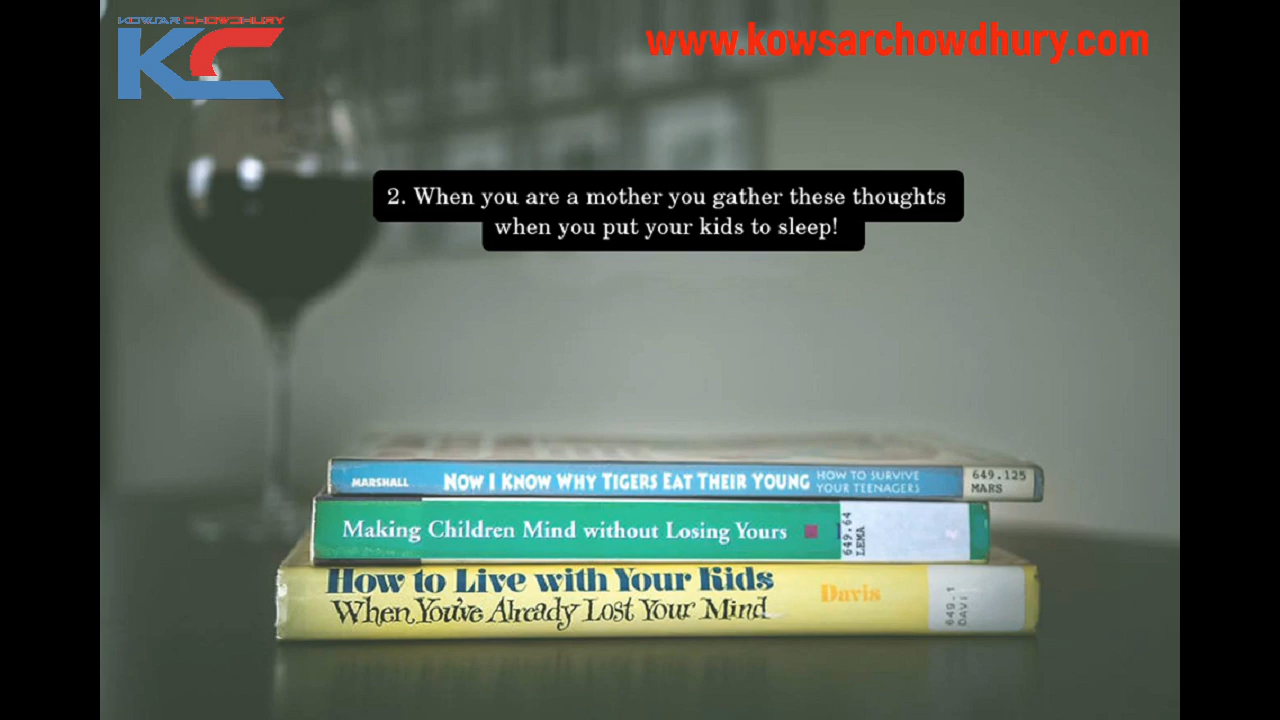 KOWSAR CHOWDHURY
KC
www.kowsarchowdhury.com
2. When you are a mother you gather these thoughts
when you put your kids to sleep!
MARSHALL NOW I KNOW WHY TIGERS EAT THEIR YOUNG HOW TO SURVIVE
YOUR TEENAGERS
649.125
MARS
Making Children Mind without Losing Yours
649.64
LEMA
How to Live with Your Kids
When You've Already Lost Your Mind
Davis
649.1
DAVI